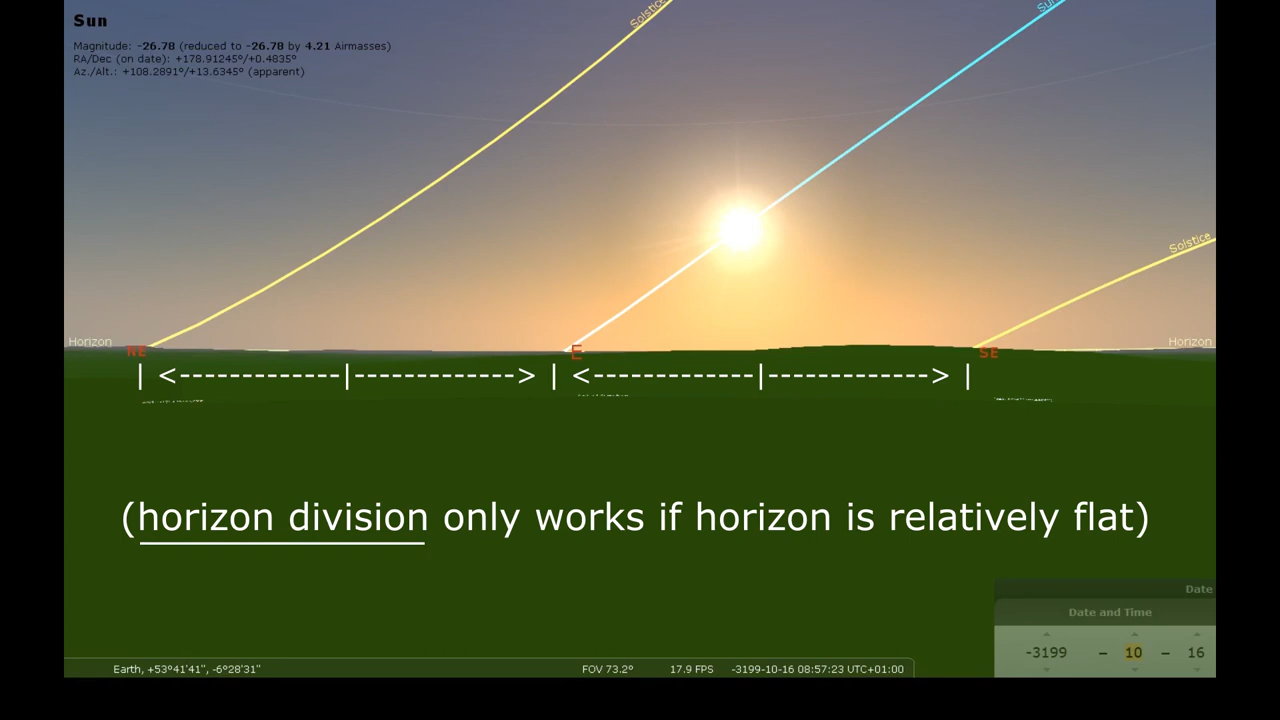 Sun
Magnitude: -26.78 (reduced to -26.78 by 4.21 Airmasses)
RA/Dec (on date): +178.91245°/+0.4835°
Az./Alt.: +108.2891°/+13.6345° (apparent)
Solstice
Sun
Solstice
Horizon
Horizon
NE
E
SE
| <-------------|-------------> | <-------------|-------------> |
(horizon division only works if horizon is relatively flat)
Date
Date and Time
-3199 - 10 - 16
Earth, +53°41'41", -6°28'31"
FOV 73.2°
17.9 FPS
-3199-10-16 08:57:23 UTC+01:00